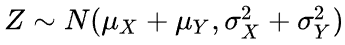 Z ∼ N(μ_X + μ_Y, σ_X^2 + σ_Y^2)